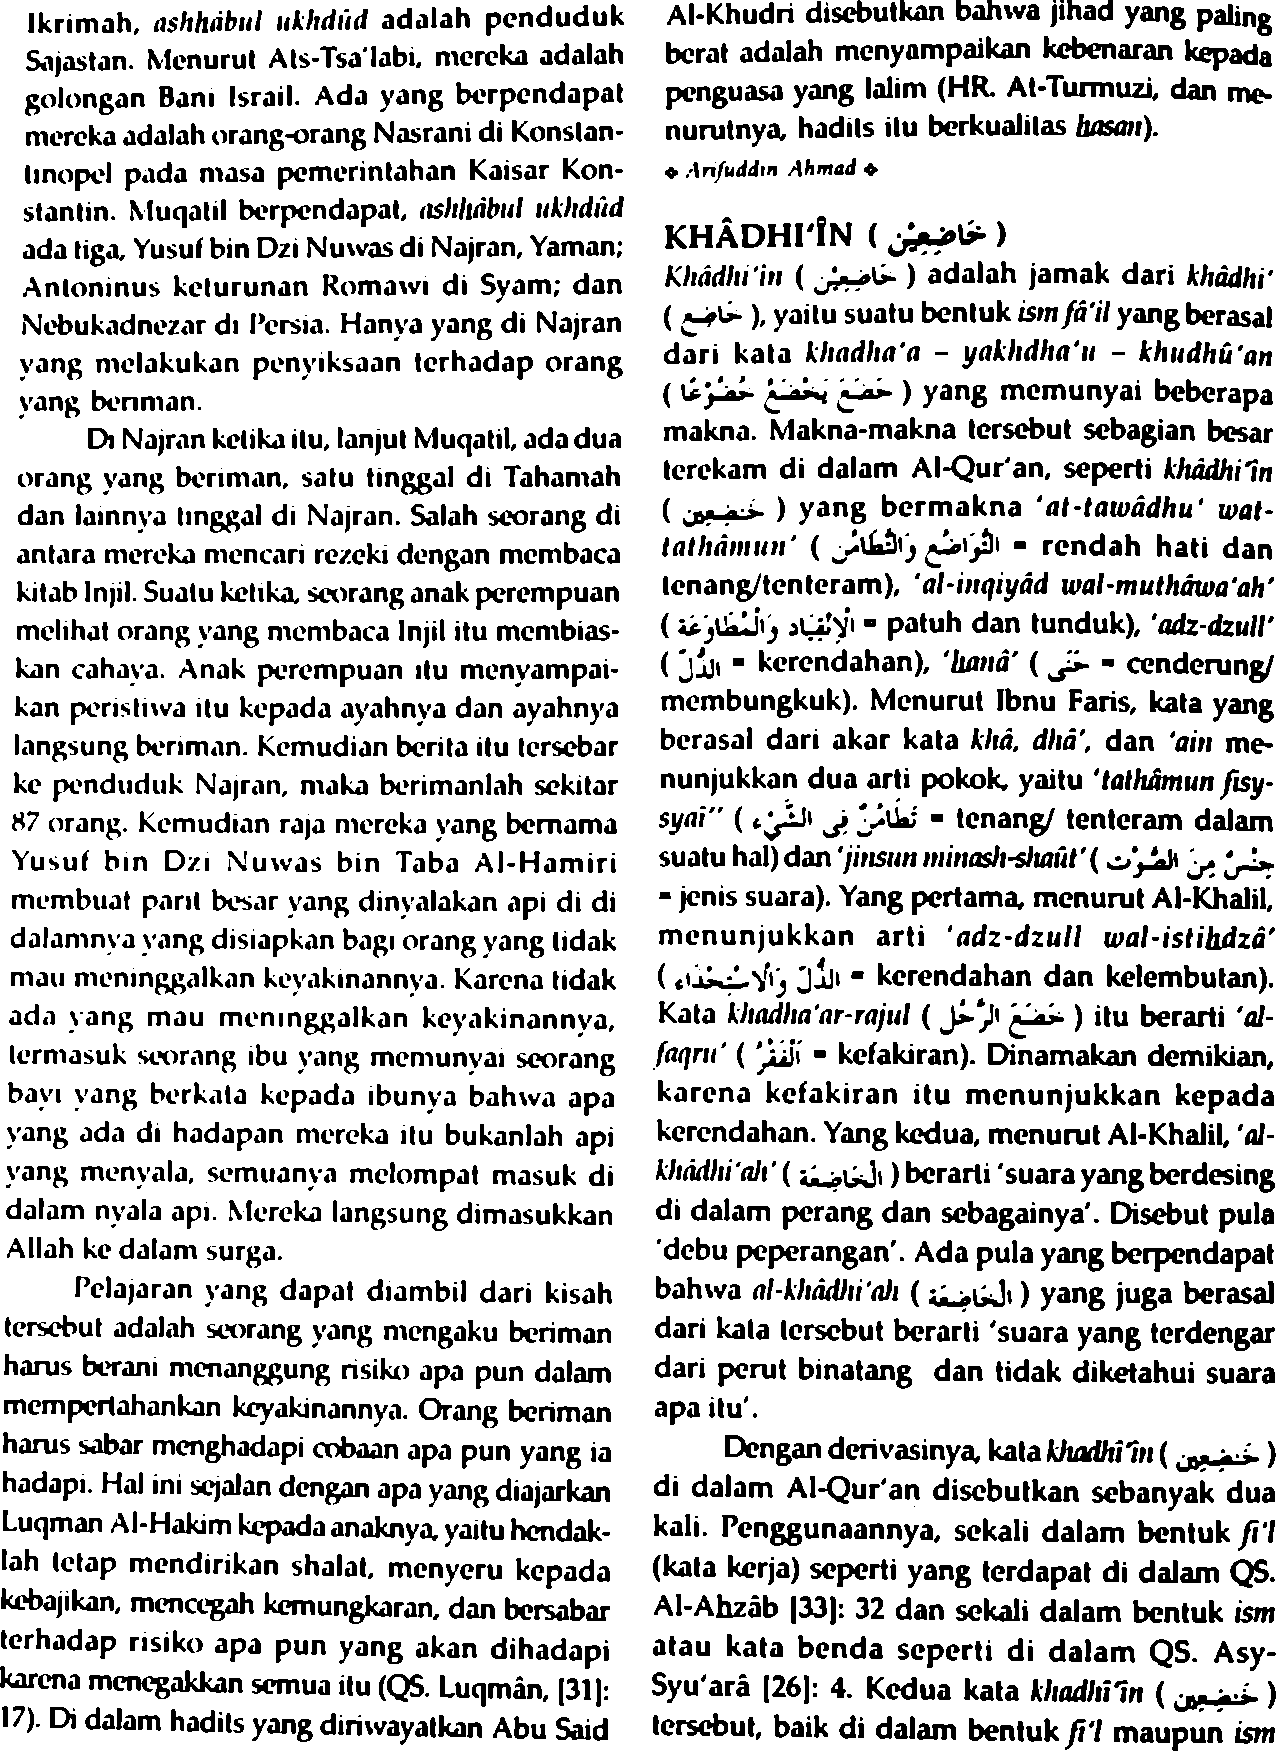 Ikrimah, ashhâbul ukhdûd adalah penduduk
Sajastan. Menurut Ats-Tsa'labi, mereka adalah
golongan Bani Israil. Ada yang berpendapat
mereka adalah orang-orang Nasrani di Konstan-
tinopel pada masa pemerintahan Kaisar Kon-
stantin. Muqatil berpendapat, ashhâbul ukhdûd
ada tiga, Yusuf bin Dzi Nuwas di Najran, Yaman;
Antoninus keturunan Romawi di Syam; dan
Nebukadnezar di Persia. Hanya yang di Najran
yang melakukan penyiksaan terhadap orang
yang beriman.
Di Najran ketika itu, lanjut Muqatil, ada dua
orang yang beriman, satu tinggal di Tahamah
dan lainnya tinggal di Najran. Salah seorang di
antara mereka mencari rezeki dengan membaca
kitab Injil. Suatu ketika, seorang anak perempuan
melihat orang yang membaca Injil itu membias-
kan cahaya. Anak perempuan itu menyampai-
kan peristiwa itu kepada ayahnya dan ayahnya
langsung beriman. Kemudian berita itu tersebar
ke penduduk Najran, maka berimanlah sekitar
87 orang. Kemudian raja mereka yang bernama
Yusuf bin Dzi Nuwas bin Taba Al-Hamiri
membuat parit besar yang dinyalakan api di di
dalamnya yang disiapkan bagi orang yang tidak
mau meninggalkan keyakinannya. Karena tidak
ada yang mau meninggalkan keyakinannya,
termasuk seorang ibu yang memunyai seorang
bayi yang berkata kepada ibunya bahwa apa
yang ada di hadapan mereka itu bukanlah api
yang menyala, semuanya melompat masuk di
dalam nyala api. Mereka langsung dimasukkan
Allah ke dalam surga.
Pelajaran yang dapat diambil dari kisah
tersebut adalah seorang yang mengaku beriman
harus berani menanggung risiko apa pun dalam
mempertahankan keyakinannya. Orang beriman
harus sabar menghadapi cobaan apa pun yang ia
hadapi. Hal ini sejalan dengan apa yang diajarkan
Luqman Al-Hakim kepada anaknya, yaitu hendak-
lah tetap mendirikan shalat, menyeru kepada
kebajikan, mencegah kemungkaran, dan bersabar
terhadap risiko apa pun yang akan dihadapi
karena menegakkan semua itu (QS. Luqmân, [31]:
17). Di dalam hadits yang diriwayatkan Abu Said
Al-Khudri disebutkan bahwa jihad yang paling
berat adalah menyampaikan kebenaran kepada
penguasa yang lalim (HR. At-Turmuzi, dan me-
nurutnya, hadits itu berkualitas hasan).
❖ Arifuddin Ahmad ❖
KHÂDHI'ÎN ( خَاضِعِيْن )
Khâdhi'în ( خَاضِعِيْن ) adalah jamak dari khâdhi'
( خَاضِع ), yaitu suatu bentuk ism fâ'il yang berasal
dari kata khadha'a – yakhdha'u – khudhû'an
( خَضَعَ يَخْضَعُ خُضُوْعًا ) yang memunyai beberapa
makna. Makna-makna tersebut sebagian besar
terekam di dalam Al-Qur'an, seperti khâdhi'în
( خَـٰضِعِين ) yang bermakna 'at-tawâdhu' wat-
tathâmun' ( التَّوَاضُع وَالتَّطَامُن = rendah hati dan
tenang/tenteram), 'al-inqiyâd wal-muthâwa'ah'
( اْلاِنْقِيَاد وَالْمُطَاوَعَة = patuh dan tunduk), 'adz-dzull'
( الذُّلّ = kerendahan), 'hanâ' ( حَنَى = cenderung/
membungkuk). Menurut Ibnu Faris, kata yang
berasal dari akar kata khâ, dhâ', dan 'ain me-
nunjukkan dua arti pokok, yaitu 'tathâmun fisy-
syai'' ( تَطَامُنٌ فِى الشَّيْء = tenang/ tenteram dalam
suatu hal) dan 'jinsun minash-shaût' ( جِنْسٌ مِنَ الصَّوْت
= jenis suara). Yang pertama, menurut Al-Khalil,
menunjukkan arti 'adz-dzull wal-istihdzâ'
( الذُّلّ وَاْلاِسْتِخْذَاء = kerendahan dan kelembutan).
Kata khadha'ar-rajul ( خَضَعَ الرَّجُل ) itu berarti 'al-
faqru' ( اَلْفَقْرُ = kefakiran). Dinamakan demikian,
karena kefakiran itu menunjukkan kepada
kerendahan. Yang kedua, menurut Al-Khalil, 'al-
khâdhi'ah' ( الْخَاضِعَة ) berarti 'suara yang berdesing
di dalam perang dan sebagainya'. Disebut pula
'debu peperangan'. Ada pula yang berpendapat
bahwa al-khâdhi'ah ( الْخَاضِعَة ) yang juga berasal
dari kata tersebut berarti 'suara yang terdengar
dari perut binatang dan tidak diketahui suara
apa itu'.
Dengan derivasinya, kata khadhi'în ( خَـٰضِعِين )
di dalam Al-Qur'an disebutkan sebanyak dua
kali. Penggunaannya, sekali dalam bentuk fi'l
(kata kerja) seperti yang terdapat di dalam QS.
Al-Ahzâb [33]: 32 dan sekali dalam bentuk ism
atau kata benda seperti di dalam QS. Asy-
Syu'arâ [26]: 4. Kedua kata khadhi'în ( خَـٰضِعِين )
tersebut, baik di dalam bentuk fi'l maupun ism